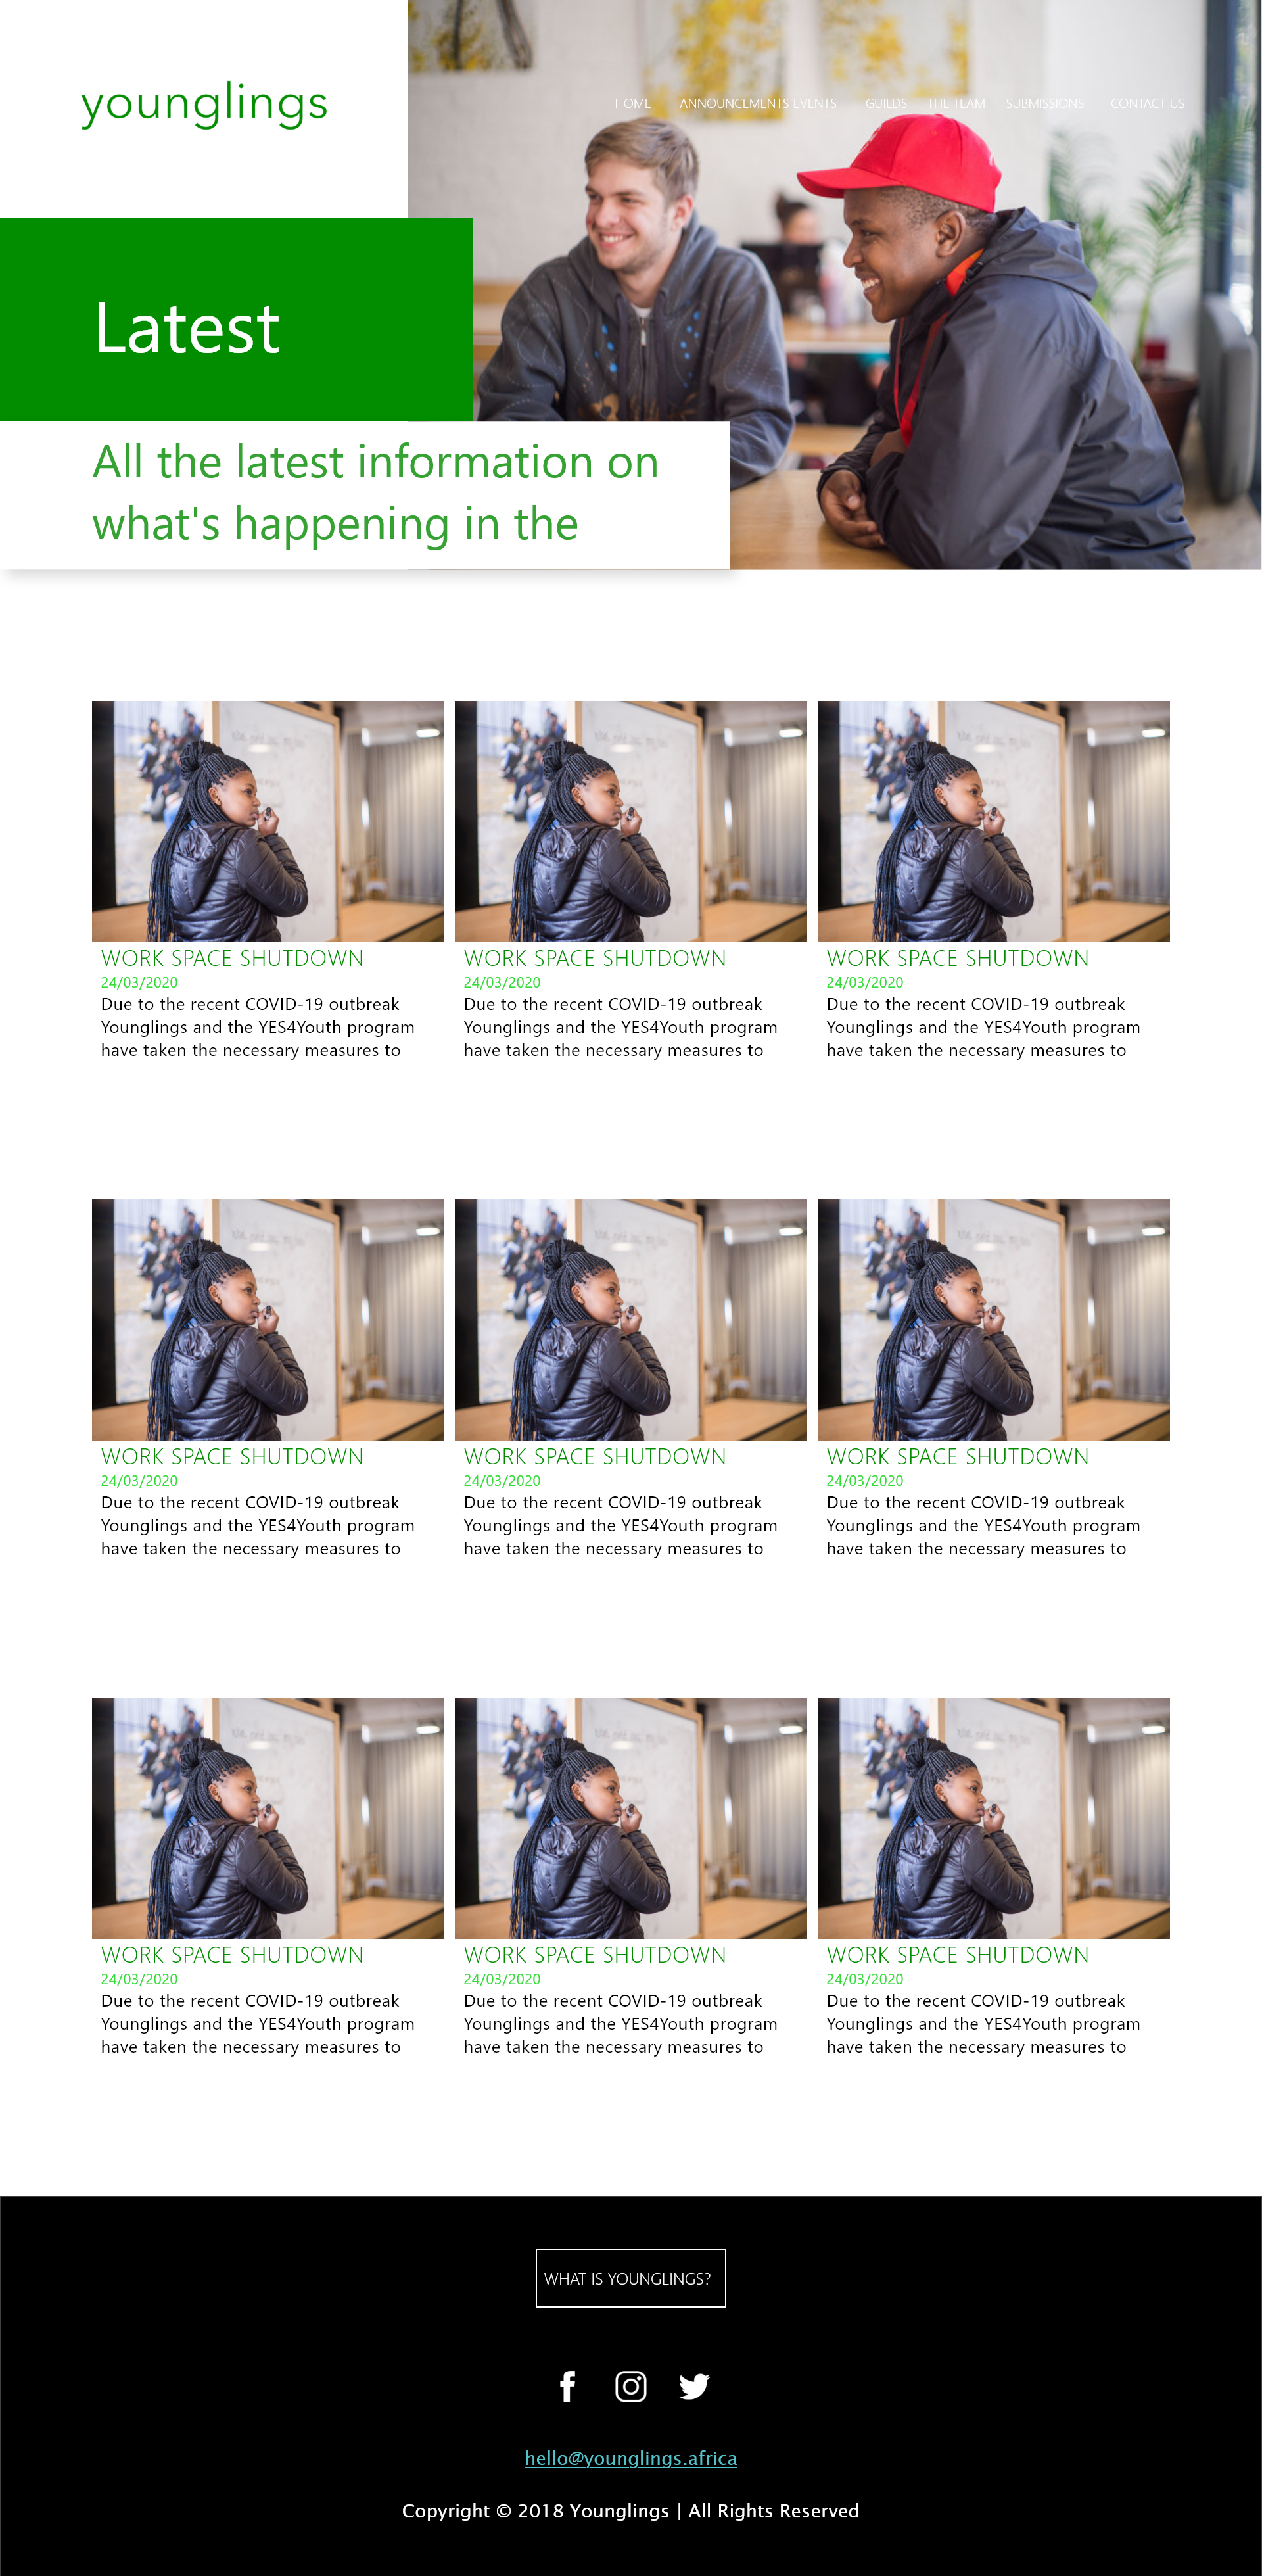 younglings
HOME ANNOUNCEMENTS EVENTS GUILDS THE TEAM SUBMISSIONS CONTACT US
Latest
All the latest information on
what's happening in the
WORK SPACE SHUTDOWN
24/03/2020
Due to the recent COVID-19 outbreak
Younglings and the YES4Youth program
have taken the necessary measures to
WORK SPACE SHUTDOWN
24/03/2020
Due to the recent COVID-19 outbreak
Younglings and the YES4Youth program
have taken the necessary measures to
WORK SPACE SHUTDOWN
24/03/2020
Due to the recent COVID-19 outbreak
Younglings and the YES4Youth program
have taken the necessary measures to
WORK SPACE SHUTDOWN
24/03/2020
Due to the recent COVID-19 outbreak
Younglings and the YES4Youth program
have taken the necessary measures to
WORK SPACE SHUTDOWN
24/03/2020
Due to the recent COVID-19 outbreak
Younglings and the YES4Youth program
have taken the necessary measures to
WORK SPACE SHUTDOWN
24/03/2020
Due to the recent COVID-19 outbreak
Younglings and the YES4Youth program
have taken the necessary measures to
WORK SPACE SHUTDOWN
24/03/2020
Due to the recent COVID-19 outbreak
Younglings and the YES4Youth program
have taken the necessary measures to
WORK SPACE SHUTDOWN
24/03/2020
Due to the recent COVID-19 outbreak
Younglings and the YES4Youth program
have taken the necessary measures to
WORK SPACE SHUTDOWN
24/03/2020
Due to the recent COVID-19 outbreak
Younglings and the YES4Youth program
have taken the necessary measures to
WHAT IS YOUNGLINGS?
hello@younglings.africa
Copyright © 2018 Younglings | All Rights Reserved